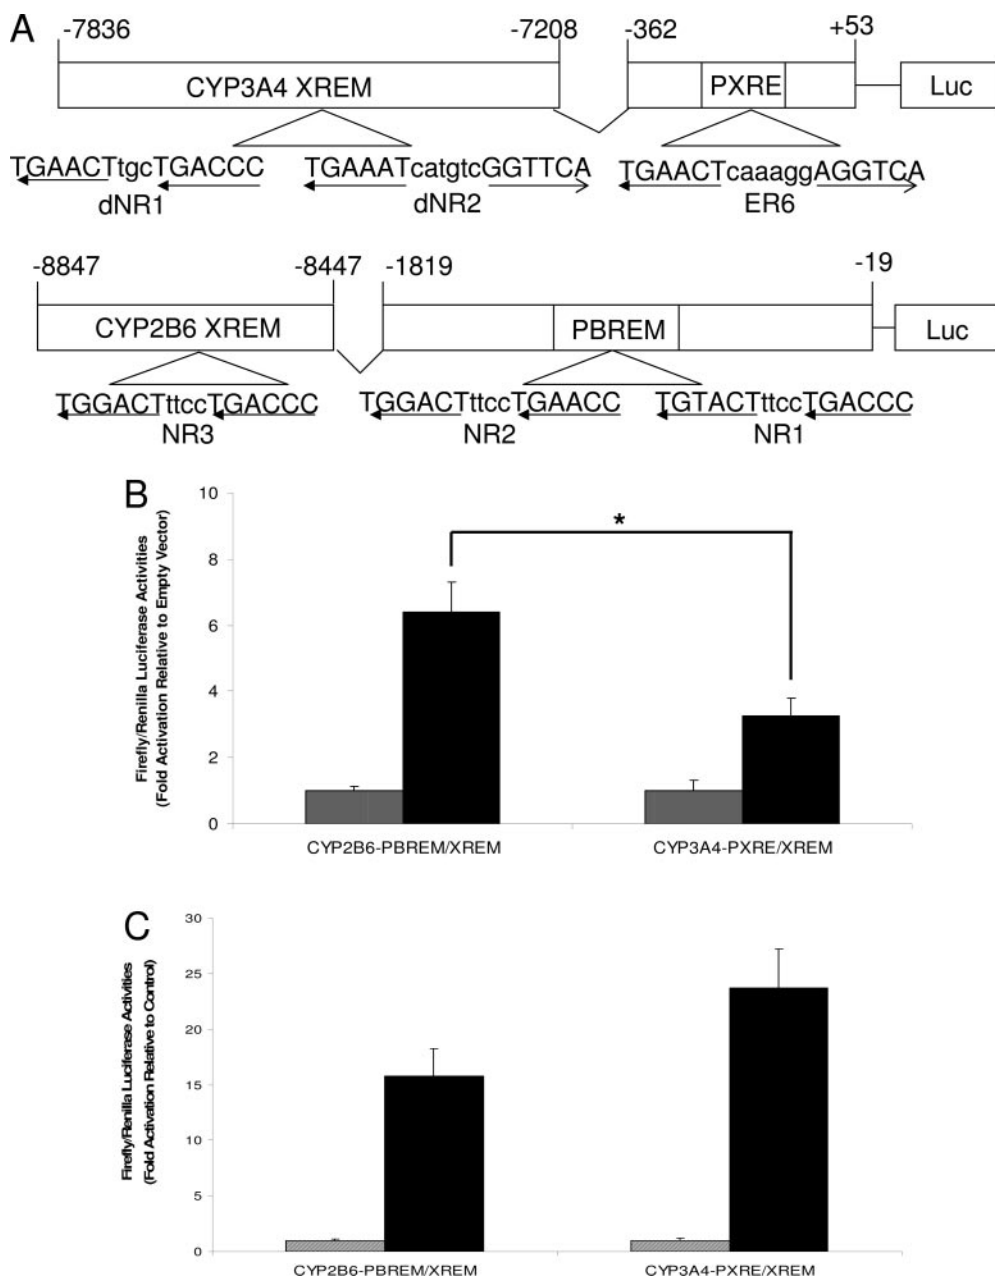 A
-7836 -7208 -362 +53
CYP3A4 XREM PXRE Luc
TGAACTttgcTGACCC TGAAATcatgtcGGTTCA TGAACTcaaaggAGGTCA
dNR1 dNR2 ER6
-8847 -8447 -1819 -19
CYP2B6 XREM PBREM Luc
TGGACTttccTGACCC TGGACTttccTGAACC TGTACTttccTGACCC
NR3 NR2 NR1
B
Firefly/Renilla Luciferase Activities
(Fold Activation Relative to Empty Vector)
10
8
6
4
2
0
*
CYP2B6-PBREM/XREM CYP3A4-PXRE/XREM
C
Firefly/Renilla Luciferase Activities
(Fold Activation Relative to Control)
30
25
20
15
10
5
0
CYP2B6-PBREM/XREM CYP3A4-PXRE/XREM